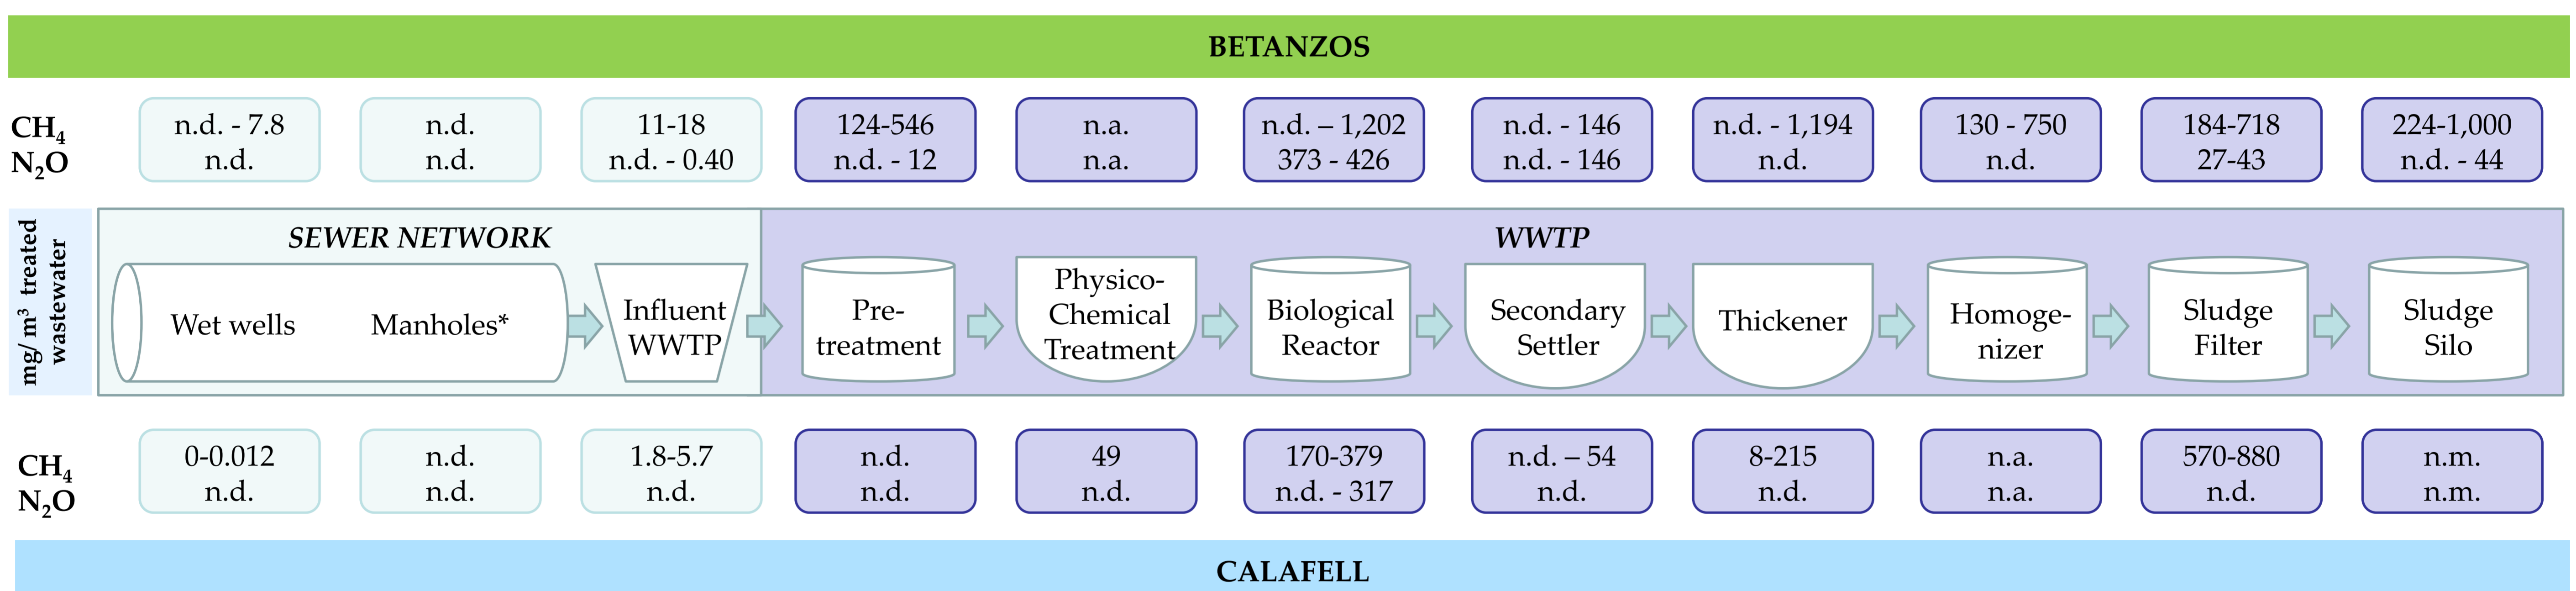 BETANZOS
CH4
N2O
n.d. - 7.8
n.d.
n.d.
n.d.
11-18
n.d. - 0.40
124-546
n.d. - 12
n.a.
n.a.
n.d. – 1,202
373 - 426
n.d. - 146
n.d. - 146
n.d. - 1,194
n.d.
130 - 750
n.d.
184-718
27-43
224-1,000
n.d. - 44
mg/ m3 treated
wastewater
SEWER NETWORK
Wet wells
Manholes*
Influent
WWTP
WWTP
Pre-
treatment
Physico-
Chemical
Treatment
Biological
Reactor
Secondary
Settler
Thickener
Homoge-
nizer
Sludge
Filter
Sludge
Silo
CH4
N2O
0-0.012
n.d.
n.d.
n.d.
1.8-5.7
n.d.
n.d.
n.d.
49
n.d.
170-379
n.d. - 317
n.d. – 54
n.d.
8-215
n.d.
n.a.
n.a.
570-880
n.d.
n.m.
n.m.
CALAFELL